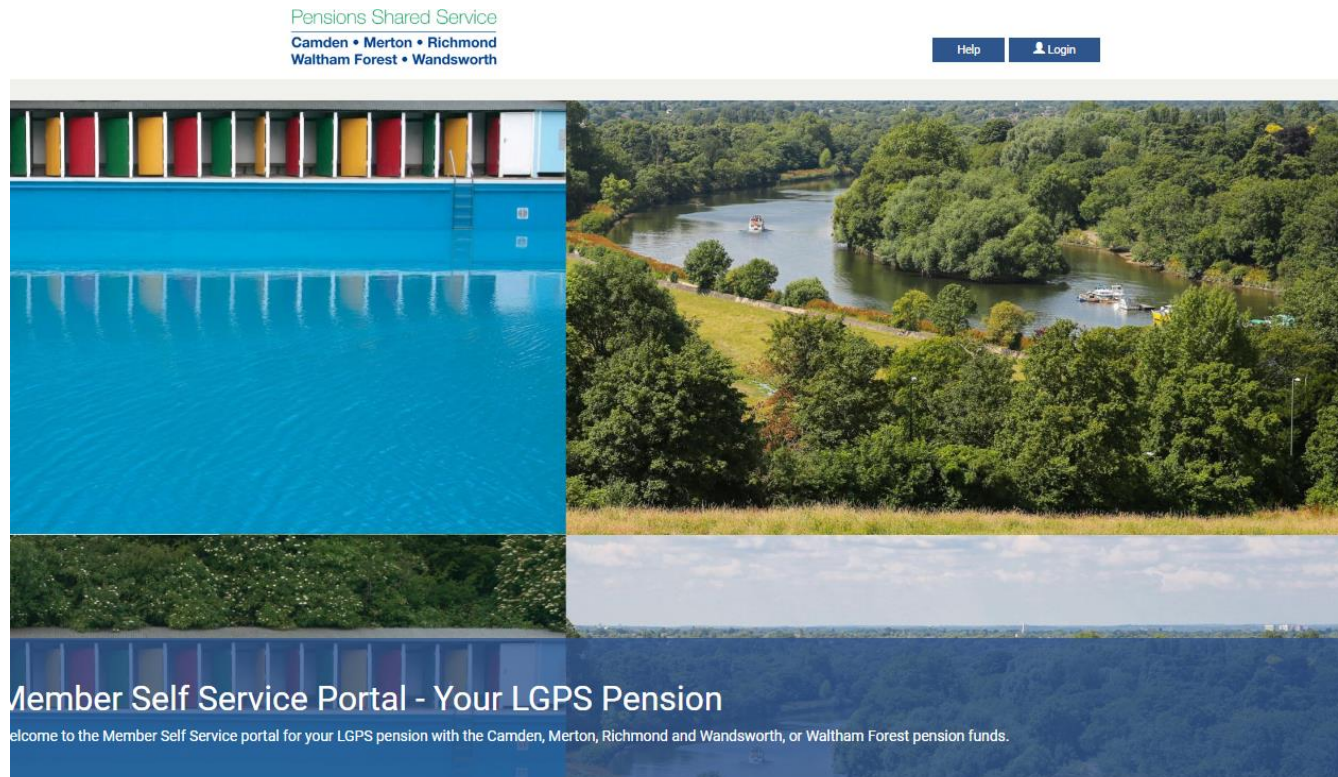 Pensions Shared Service
Camden • Merton • Richmond
Waltham Forest • Wandsworth
Help
Login
Member Self Service Portal - Your LGPS Pension
elcome to the Member Self Service portal for your LGPS pension with the Camden, Merton, Richmond and Wandsworth, or Waltham Forest pension funds.